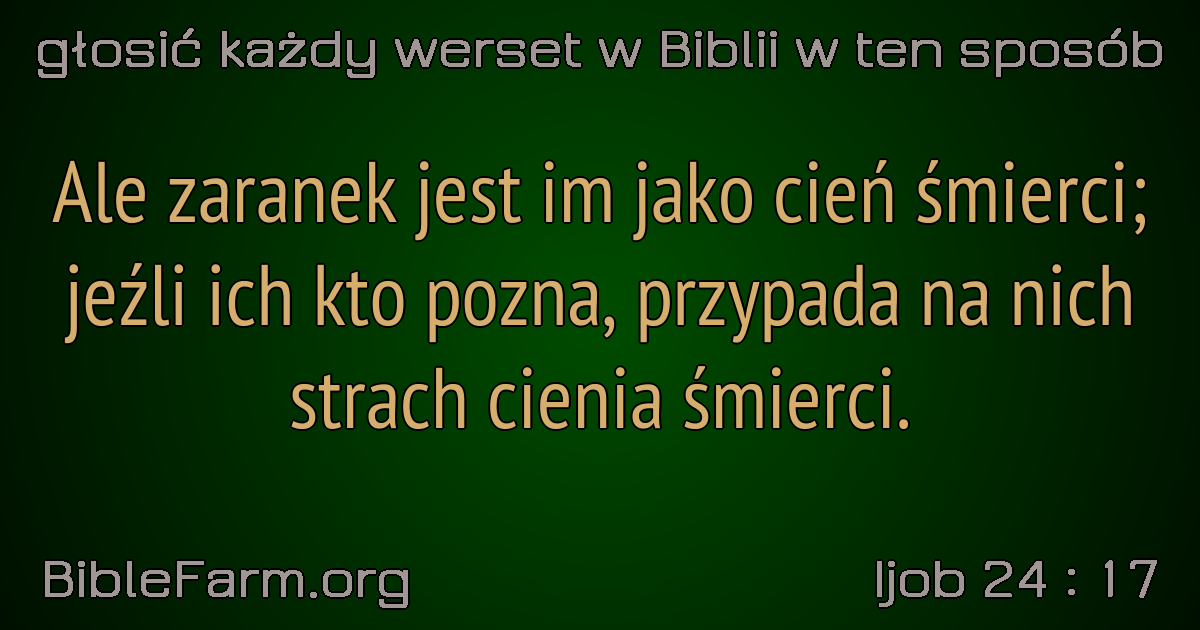 głosić każdy werset w Biblii w ten sposób
Ale zaranek jest im jako cień śmierci;
jeźli ich kto pozna, przypada na nich
strach cienia śmierci.
BibleFarm.org
Ijob 24 : 17